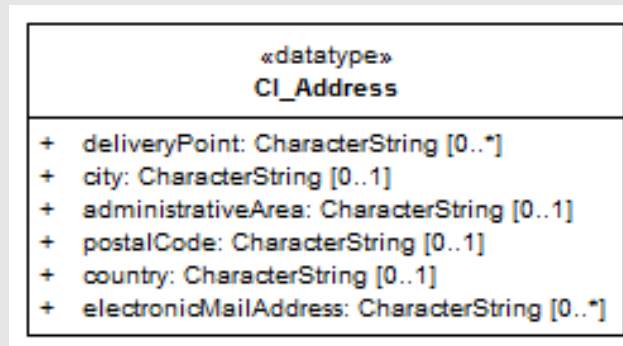 «datatype»
CI_Address
+ deliveryPoint: CharacterString [0..*]
+ city: CharacterString [0..1]
+ administrativeArea: CharacterString [0..1]
+ postalCode: CharacterString [0..1]
+ country: CharacterString [0..1]
+ electronicMailAddress: CharacterString [0..*]